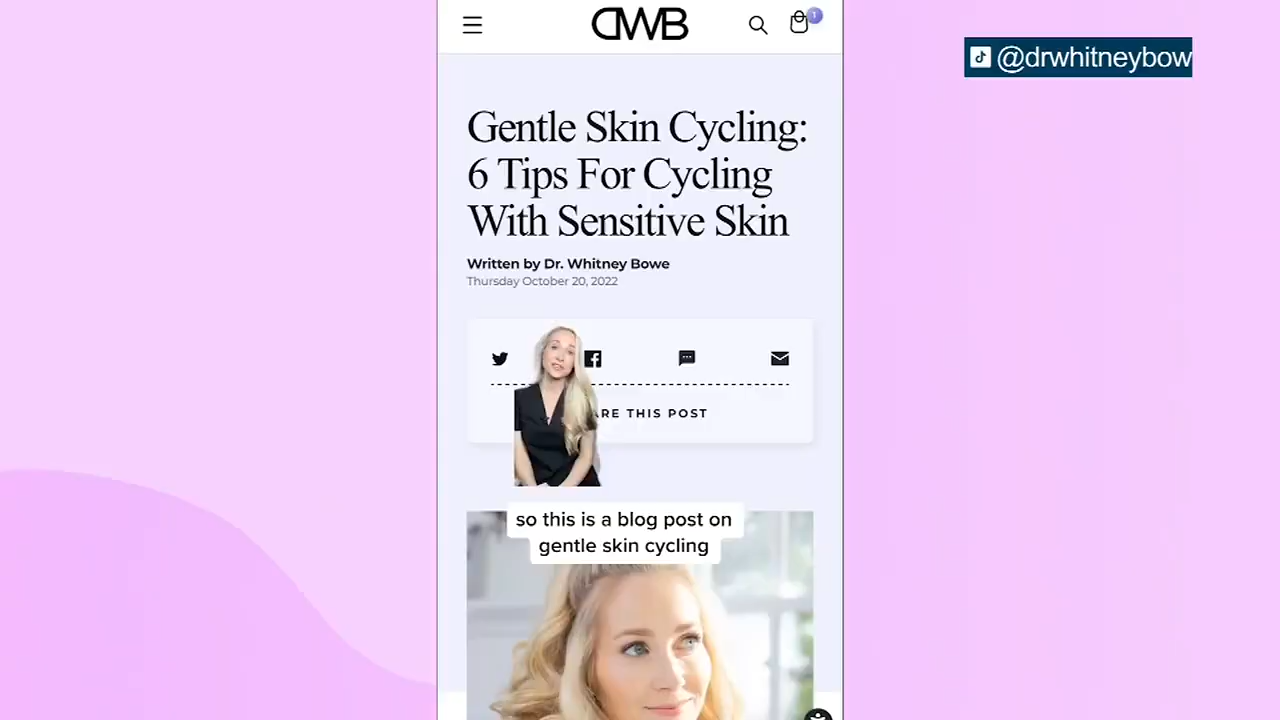 DWB
1
@drwhitneybow
Gentle Skin Cycling:
6 Tips For Cycling
With Sensitive Skin
Written by Dr. Whitney Bowe
Thursday October 20, 2022
ARE THIS POST
so this is a blog post on
gentle skin cycling